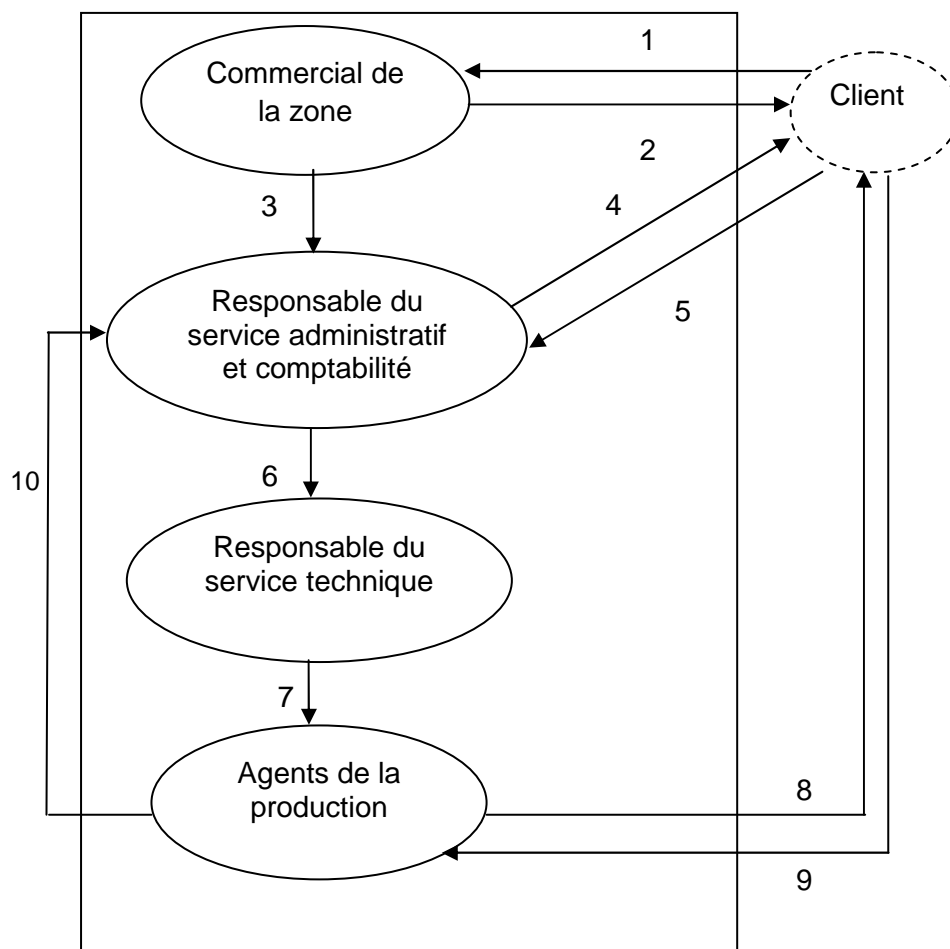 1
Commercial de
la zone
Client
2
3
4
5
Responsable du
service administratif
et comptabilité
10
6
Responsable du
service technique
7
Agents de la
production
8
9